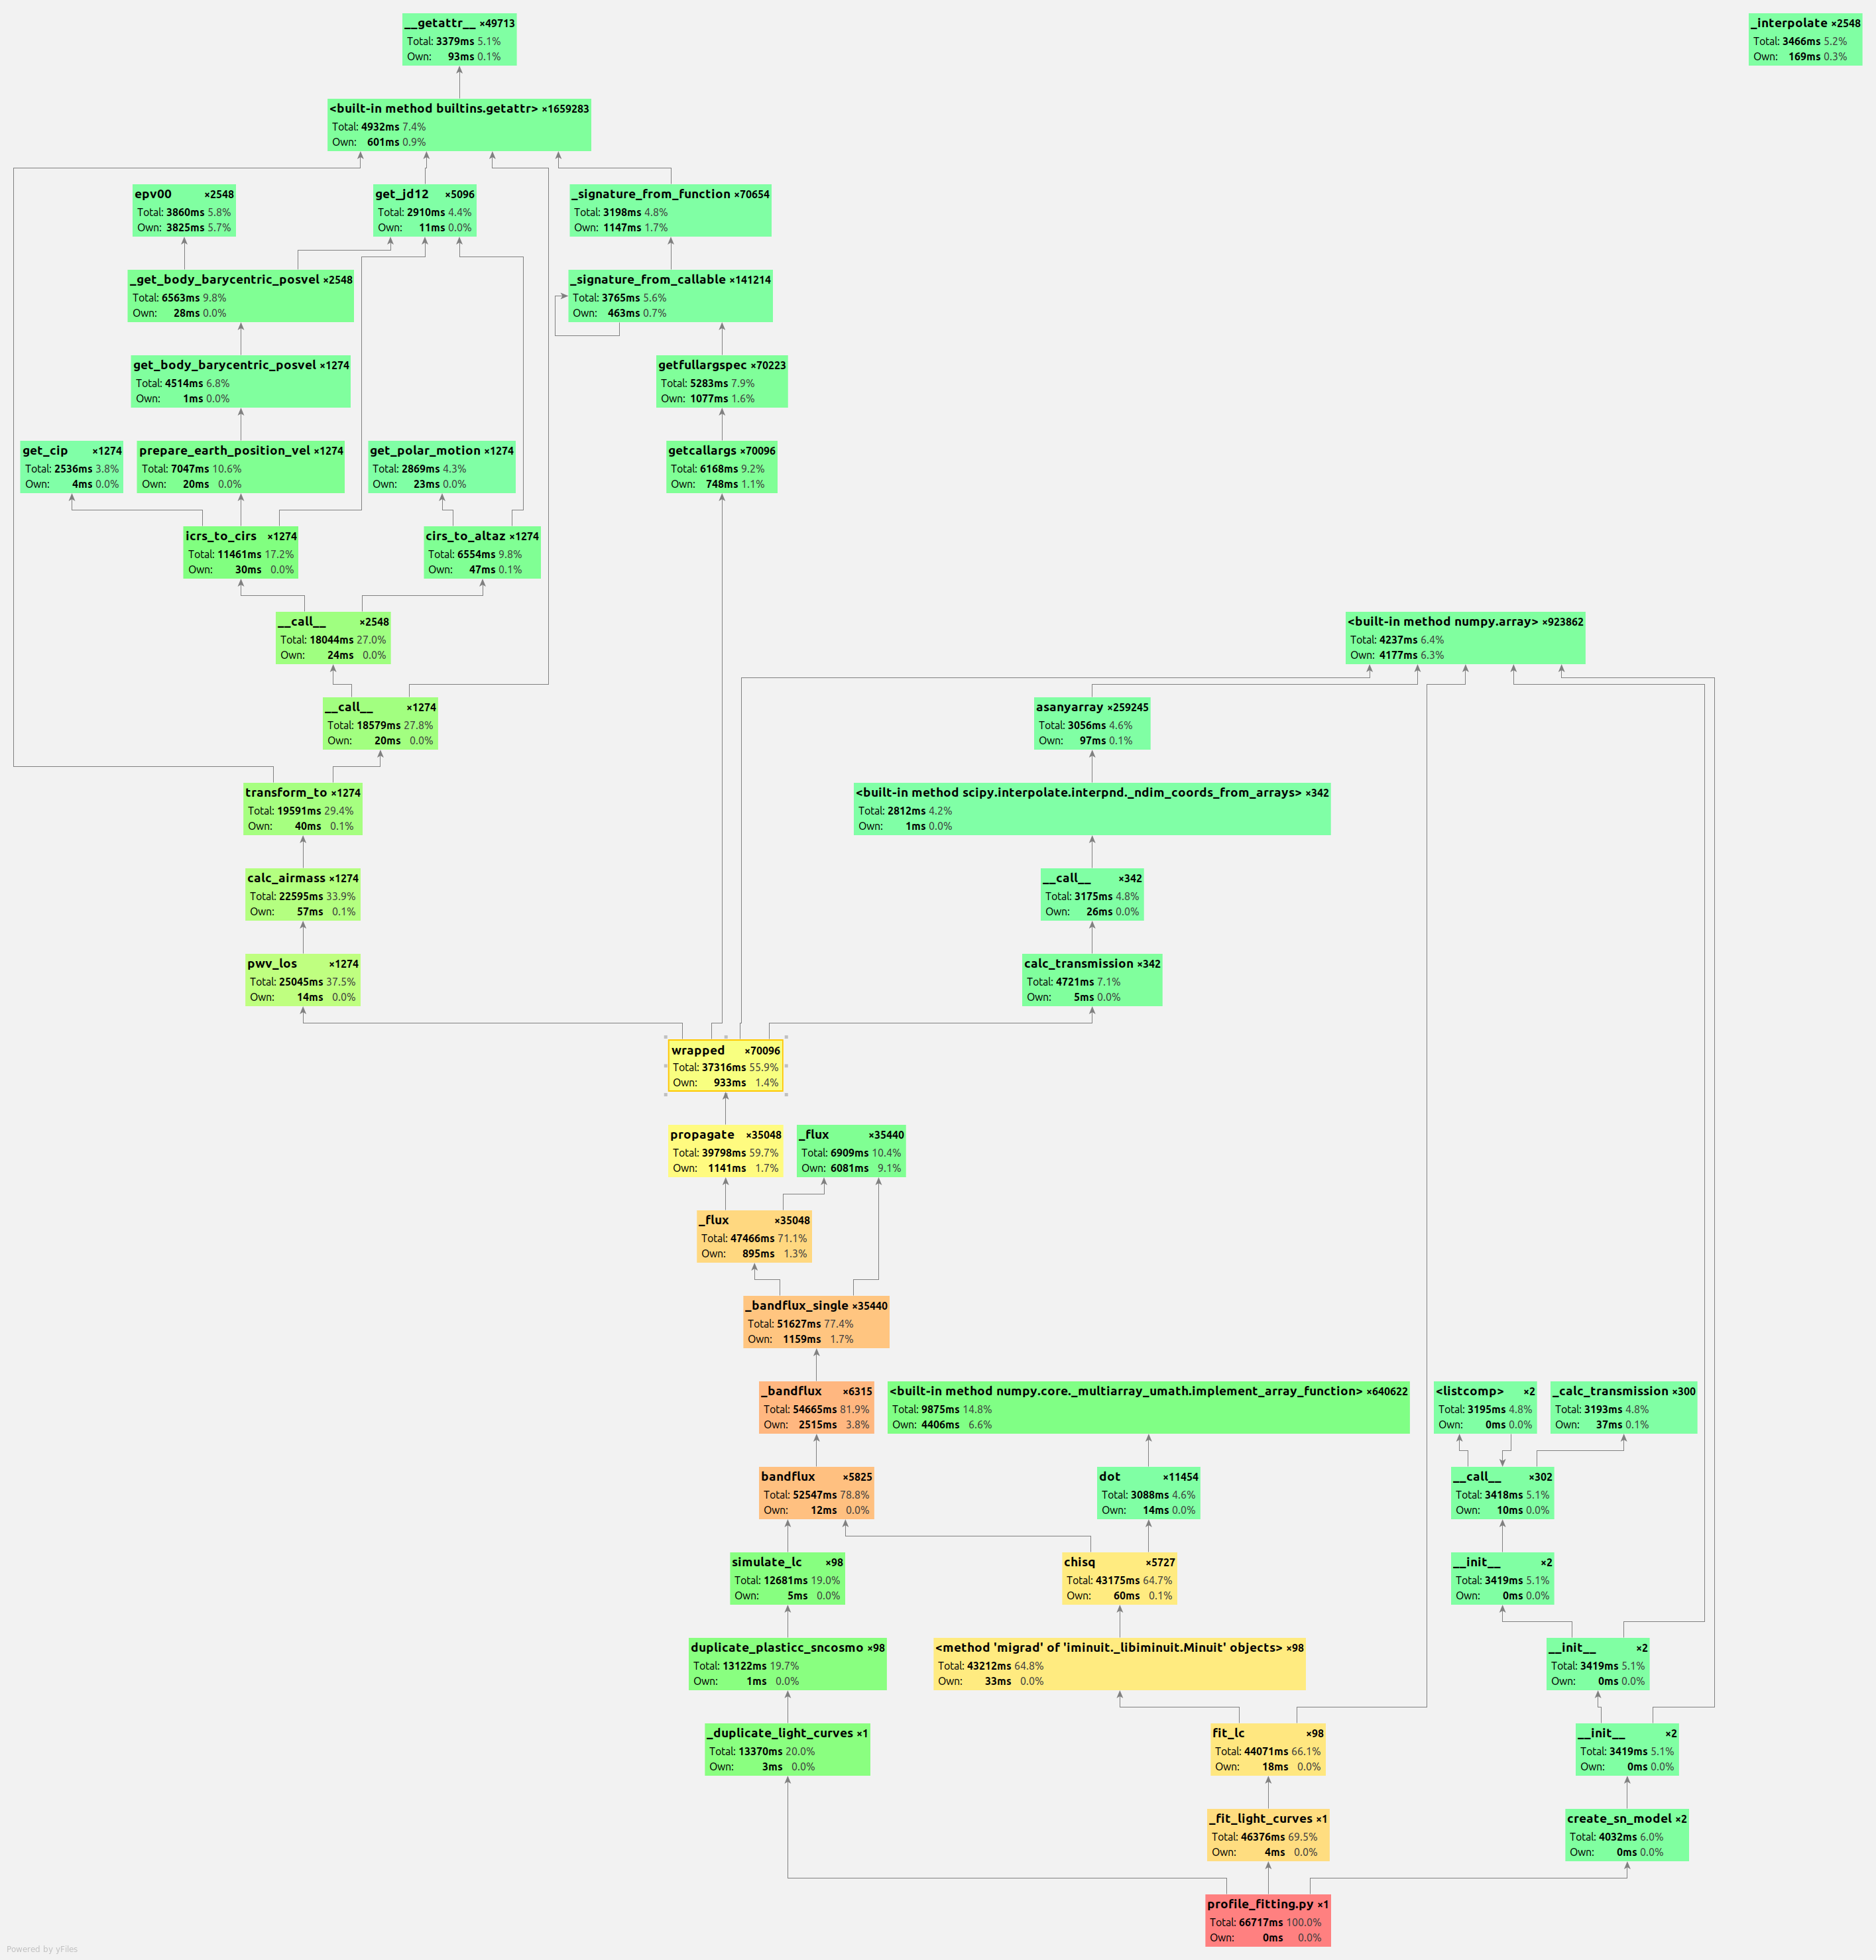 __getattr__ ×49713
Total: 3379ms 5.1%
Own: 93ms 0.1%
_interpolate ×2548
Total: 3466ms 5.2%
Own: 169ms 0.3%
<built-in method builtins.getattr> ×1659283
Total: 4932ms 7.4%
Own: 601ms 0.9%
epv00 ×2548
Total: 3860ms 5.8%
Own: 3825ms 5.7%
get_jd12 ×5096
Total: 2910ms 4.4%
Own: 11ms 0.0%
_signature_from_function ×70654
Total: 3198ms 4.8%
Own: 1147ms 1.7%
_get_body_barycentric_posvel ×2548
Total: 6563ms 9.8%
Own: 28ms 0.0%
_signature_from_callable ×141214
Total: 3765ms 5.6%
Own: 463ms 0.7%
get_body_barycentric_posvel ×1274
Total: 4514ms 6.8%
Own: 1ms 0.0%
getfullargspec ×70223
Total: 5283ms 7.9%
Own: 1077ms 1.6%
get_cip ×1274
Total: 2536ms 3.8%
Own: 4ms 0.0%
prepare_earth_position_vel ×1274
Total: 7047ms 10.6%
Own: 20ms 0.0%
get_polar_motion ×1274
Total: 2869ms 4.3%
Own: 23ms 0.0%
getcallargs ×70096
Total: 6168ms 9.2%
Own: 748ms 1.1%
icrs_to_cirs ×1274
Total: 11461ms 17.2%
Own: 30ms 0.0%
cirs_to_altaz ×1274
Total: 6554ms 9.8%
Own: 47ms 0.1%
__call__ ×2548
Total: 18044ms 27.0%
Own: 24ms 0.0%
<built-in method numpy.array> ×923862
Total: 4237ms 6.4%
Own: 4177ms 6.3%
__call__ ×1274
Total: 18579ms 27.8%
Own: 20ms 0.0%
asanyarray ×259245
Total: 3056ms 4.6%
Own: 97ms 0.1%
transform_to ×1274
Total: 19591ms 29.4%
Own: 40ms 0.1%
<built-in method scipy.interpolate.interpnd._ndim_coords_from_arrays> ×342
Total: 2812ms 4.2%
Own: 1ms 0.0%
calc_airmass ×1274
Total: 22595ms 33.9%
Own: 57ms 0.1%
__call__ ×342
Total: 3175ms 4.8%
Own: 26ms 0.0%
pwv_los ×1274
Total: 25045ms 37.5%
Own: 14ms 0.0%
calc_transmission ×342
Total: 4721ms 7.1%
Own: 5ms 0.0%
wrapped ×70096
Total: 37316ms 55.9%
Own: 933ms 1.4%
propagate ×35048
Total: 39798ms 59.7%
Own: 1141ms 1.7%
_flux ×35440
Total: 6909ms 10.4%
Own: 6081ms 9.1%
_flux ×35048
Total: 47466ms 71.1%
Own: 895ms 1.3%
_bandflux_single ×35440
Total: 51627ms 77.4%
Own: 1159ms 1.7%
_bandflux ×6315
Total: 54665ms 81.9%
Own: 2515ms 3.8%
<built-in method numpy.core._multiarray_umath.implement_array_function> ×640622
Total: 9875ms 14.8%
Own: 4406ms 6.6%
<listcomp> ×2
Total: 3195ms 4.8%
Own: 0ms 0.0%
_calc_transmission ×300
Total: 3193ms 4.8%
Own: 37ms 0.1%
bandflux ×5825
Total: 52547ms 78.8%
Own: 12ms 0.0%
dot ×11454
Total: 3088ms 4.6%
Own: 14ms 0.0%
__call__ ×302
Total: 3418ms 5.1%
Own: 10ms 0.0%
simulate_lc ×98
Total: 12681ms 19.0%
Own: 5ms 0.0%
chisq ×5727
Total: 43175ms 64.7%
Own: 60ms 0.1%
__init__ ×2
Total: 3419ms 5.1%
Own: 0ms 0.0%
duplicate_plasticc_sncosmo ×98
Total: 13122ms 19.7%
Own: 1ms 0.0%
<method 'migrad' of 'iminuit._libiminuit.Minuit' objects> ×98
Total: 43212ms 64.8%
Own: 33ms 0.0%
__init__ ×2
Total: 3419ms 5.1%
Own: 0ms 0.0%
_duplicate_light_curves ×1
Total: 13370ms 20.0%
Own: 3ms 0.0%
fit_lc ×98
Total: 44071ms 66.1%
Own: 18ms 0.0%
__init__ ×2
Total: 3419ms 5.1%
Own: 0ms 0.0%
_fit_light_curves ×1
Total: 46376ms 69.5%
Own: 4ms 0.0%
create_sn_model ×2
Total: 4032ms 6.0%
Own: 0ms 0.0%
profile_fitting.py ×1
Total: 66717ms 100.0%
Own: 0ms 0.0%
Powered by yFiles